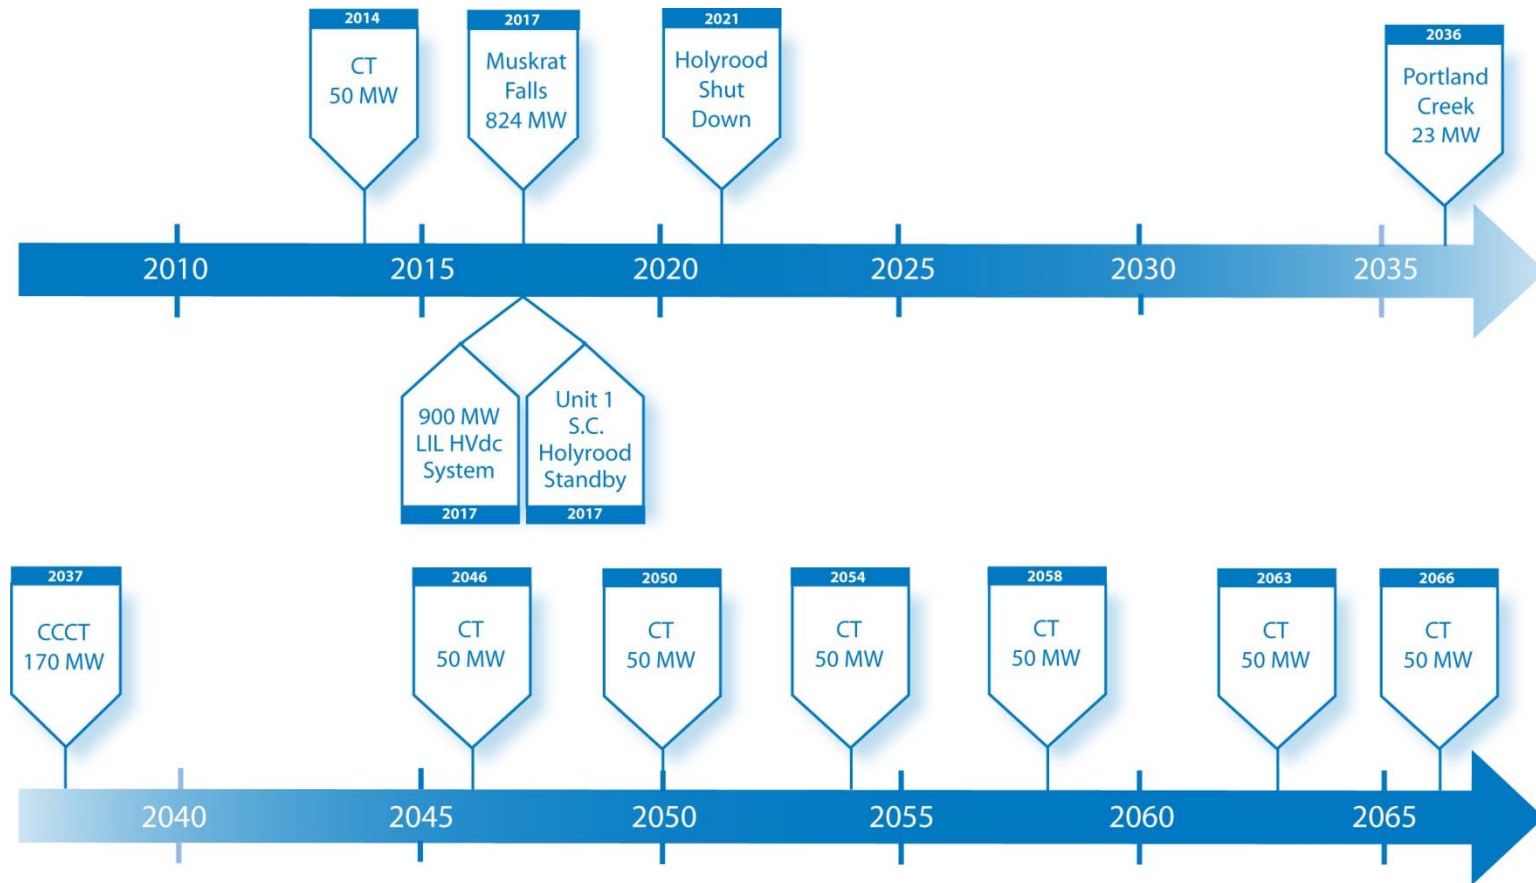 2014
CT
50 MW
2017
Muskrat
Falls
824 MW
2021
Holyrood
Shut
Down
2036
Portland
Creek
23 MW
2010
2015
2020
2025
2030
2035
900 MW
LIL HVdc
System
2017
Unit 1
S.C.
Holyrood
Standby
2017
2037
CCCT
170 MW
2046
CT
50 MW
2050
CT
50 MW
2054
CT
50 MW
2058
CT
50 MW
2063
CT
50 MW
2066
CT
50 MW
2040
2045
2050
2055
2060
2065